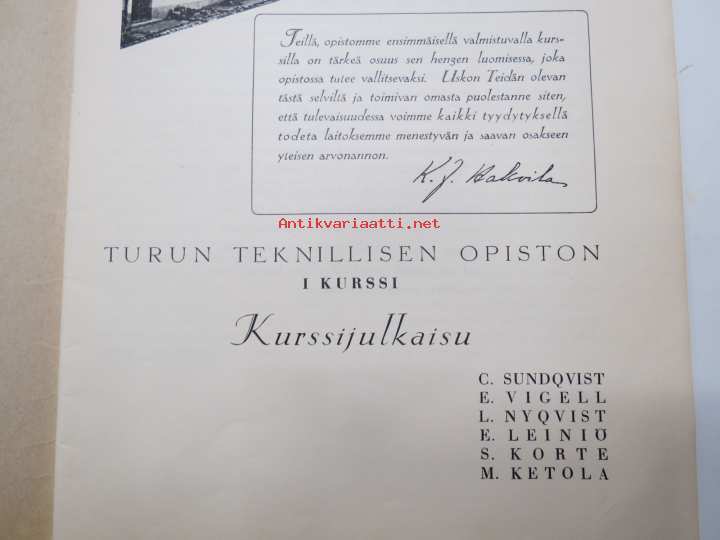 Teillä, opistomme ensimmäisellä valmistuvalla kurs-
silla on tärkeä osuus sen hengen luomisessa, joka
opistossa tulee vallitsevaksi. Uskon Teidän olevan
tästä selvillä ja toimivan omasta puolestanne siten,
että tulevaisuudessa voimme kaikki tyydytyksellä
todeta laitoksemme menestyvän ja saavan osakseen
yleisen arvonannon.
K. J.
Antikvariaatti.net
TURUN TEKNILLISEN OPISTON
I KURSSI
Kurssijulkaisu
C. SUNDQVIST
E. VIGELL
L. NYQVIST
E. LEINIÖ
S. KORTE
M. KETOLA